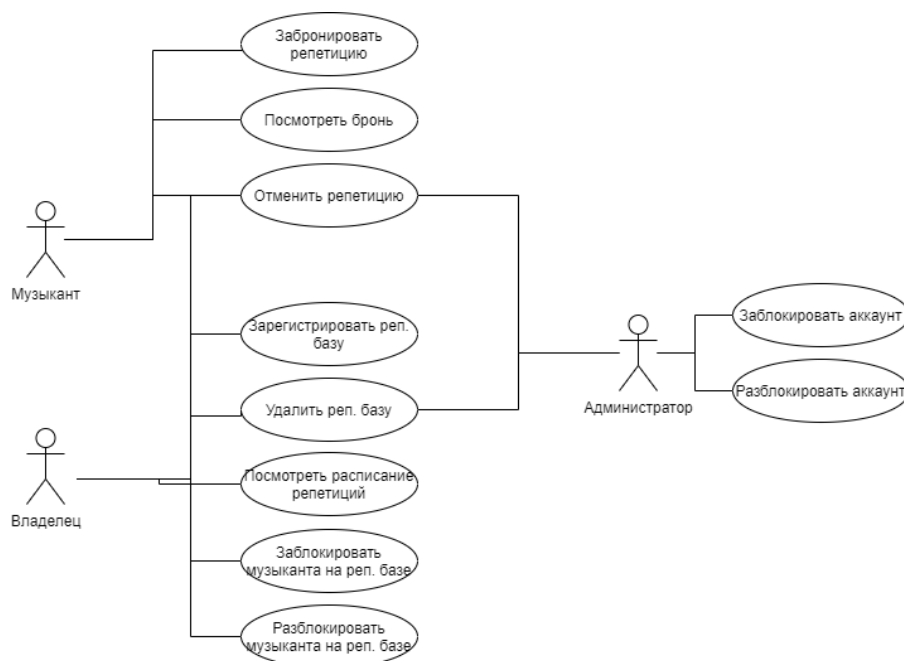 Забронировать
репетицию
Посмотреть бронь
Отменить репетицию
Музыкант
Зарегистрировать реп.
базу
Заблокировать аккаунт
Администратор
Разблокировать аккаунт
Удалить реп. базу
Владелец
Посмотреть расписание
репетиций
Заблокировать
музыканта на реп. базе
Разблокировать
музыканта на реп. базе